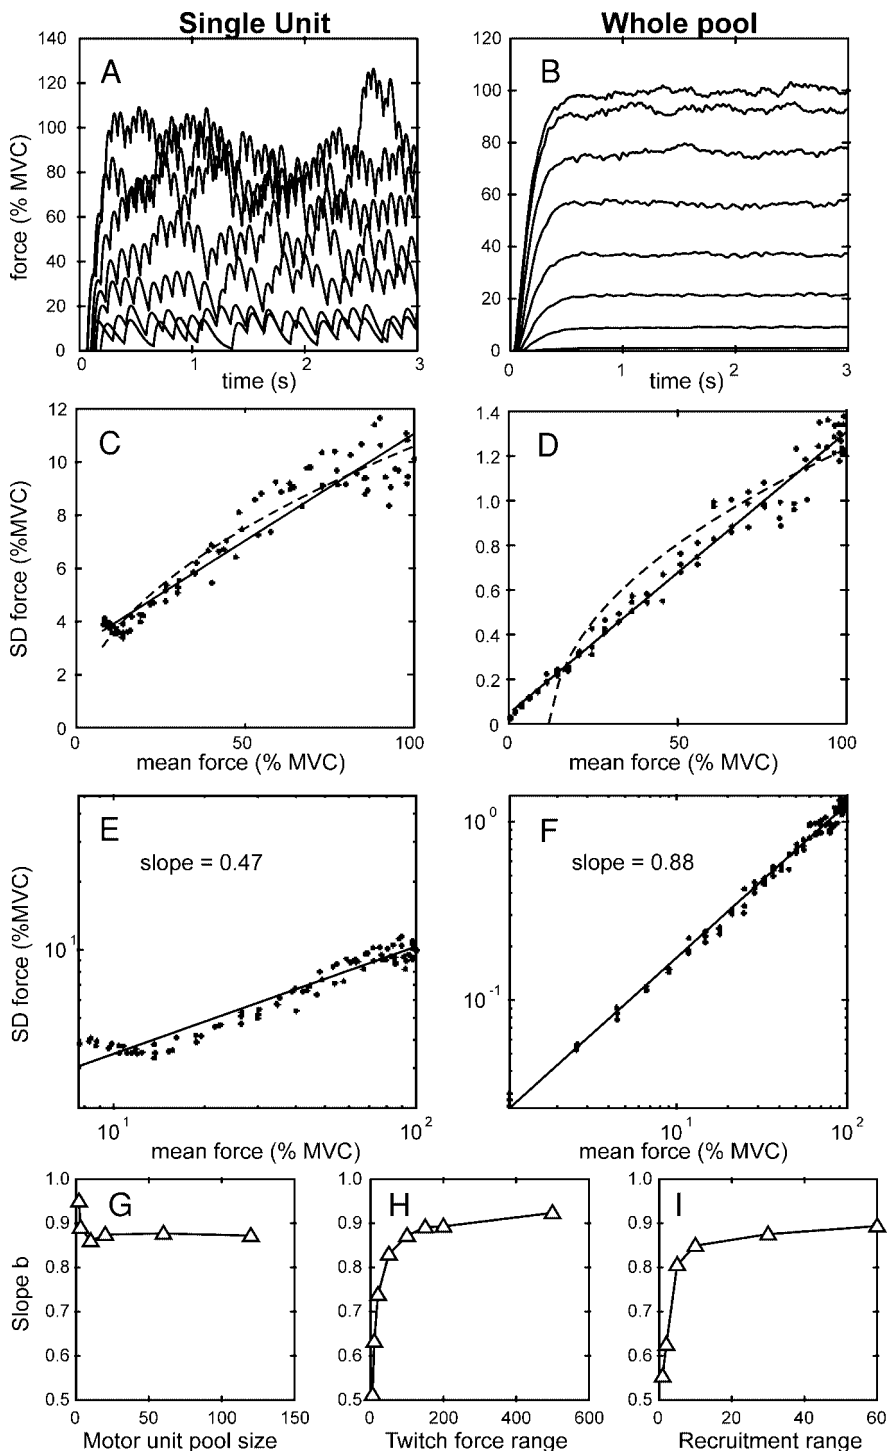 Single Unit
Whole pool
A
B
140
120
100
80
60
40
20
0
120
100
80
60
40
20
0
force (% MVC)
0 1 2 3
1 2 3
time (s)
time (s)
C
D
12
10
8
6
4
2
0
1.4
1.2
1.0
0.8
0.6
0.4
0.2
0
SD force (%MVC)
50 100
0 50 100
mean force (% MVC)
mean force (% MVC)
E
F
slope = 0.47
slope = 0.88
10^1
10^0
10^-1
SD force (%MVC)
10^1 10^2
10^1 10^2
mean force (% MVC)
mean force (% MVC)
G
H
I
1.0
0.9
0.8
0.7
0.6
0.5
1.0
0.9
0.8
0.7
0.6
0.5
1.0
0.9
0.8
0.7
0.6
0.5
Slope b
0 50 100 150
0 200 400 600
0 20 40 60
Motor unit pool size
Twitch force range
Recruitment range